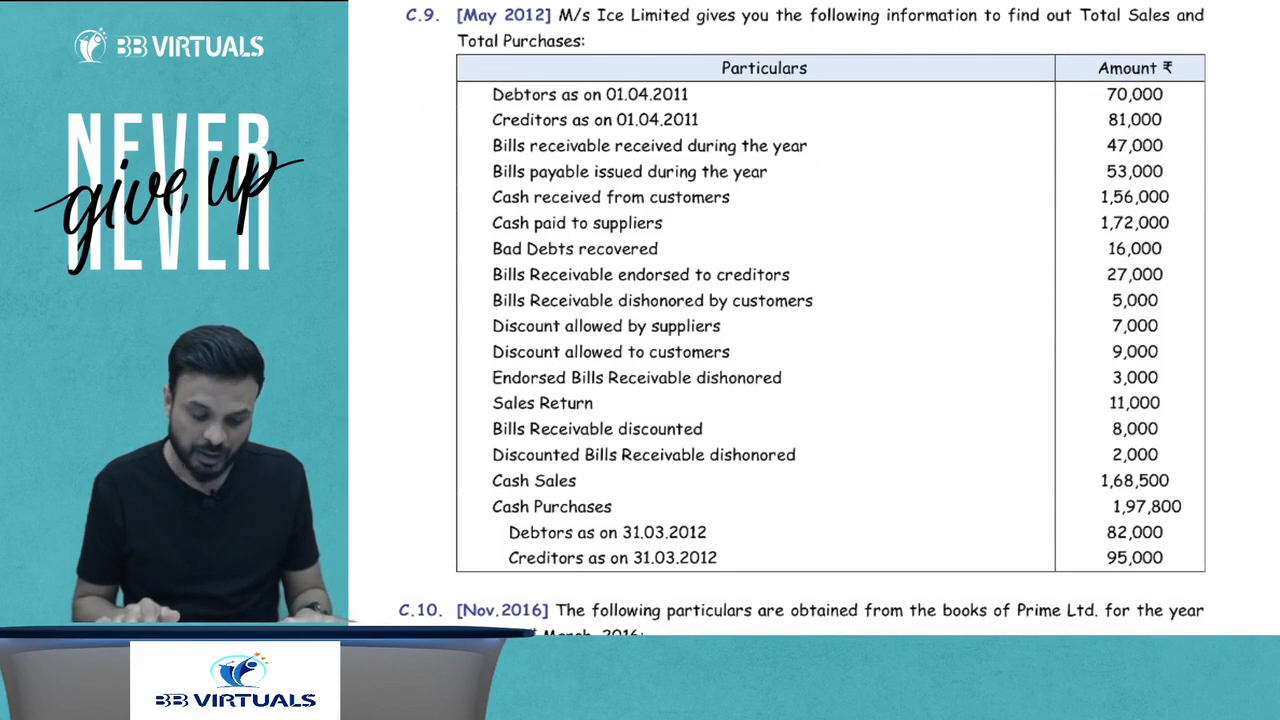 BB VIRTUALS
NEVER
give up
NEVER
C.9. [May 2012] M/s Ice Limited gives you the following information to find out Total Sales and
Total Purchases:
Particulars Amount ₹
Debtors as on 01.04.2011 70,000
Creditors as on 01.04.2011 81,000
Bills receivable received during the year 47,000
Bills payable issued during the year 53,000
Cash received from customers 1,56,000
Cash paid to suppliers 1,72,000
Bad Debts recovered 16,000
Bills Receivable endorsed to creditors 27,000
Bills Receivable dishonored by customers 5,000
Discount allowed by suppliers 7,000
Discount allowed to customers 9,000
Endorsed Bills Receivable dishonored 3,000
Sales Return 11,000
Bills Receivable discounted 8,000
Discounted Bills Receivable dishonored 2,000
Cash Sales 1,68,500
Cash Purchases 1,97,800
Debtors as on 31.03.2012 82,000
Creditors as on 31.03.2012 95,000
C.10. [Nov.2016] The following particulars are obtained from the books of Prime Ltd. for the year
March, 2016:
BB VIRTUALS